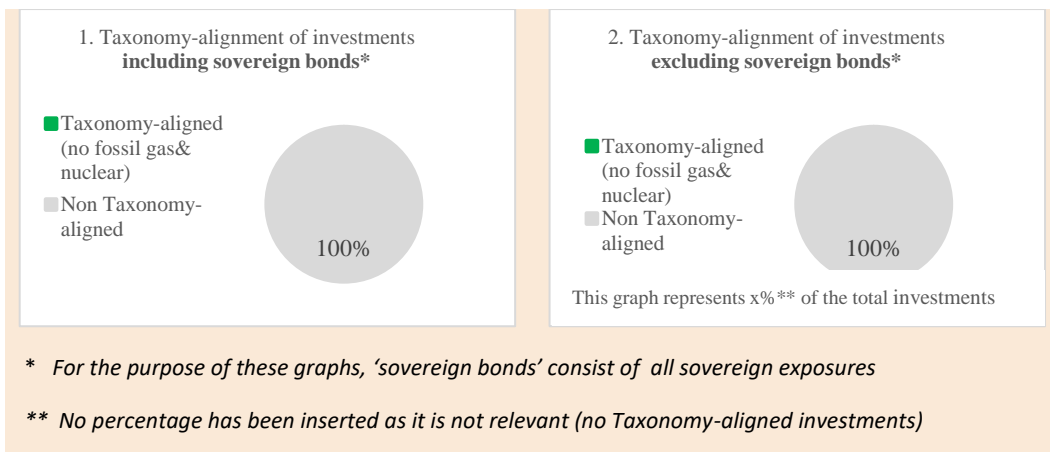 1. Taxonomy-alignment of investments
including sovereign bonds*
Taxonomy-aligned
(no fossil gas&
nuclear)
Non Taxonomy-
aligned
100%
2. Taxonomy-alignment of investments
excluding sovereign bonds*
Taxonomy-aligned
(no fossil gas&
nuclear)
Non Taxonomy-
aligned
100%
This graph represents x%** of the total investments
* For the purpose of these graphs, ‘sovereign bonds’ consist of all sovereign exposures
** No percentage has been inserted as it is not relevant (no Taxonomy-aligned investments)